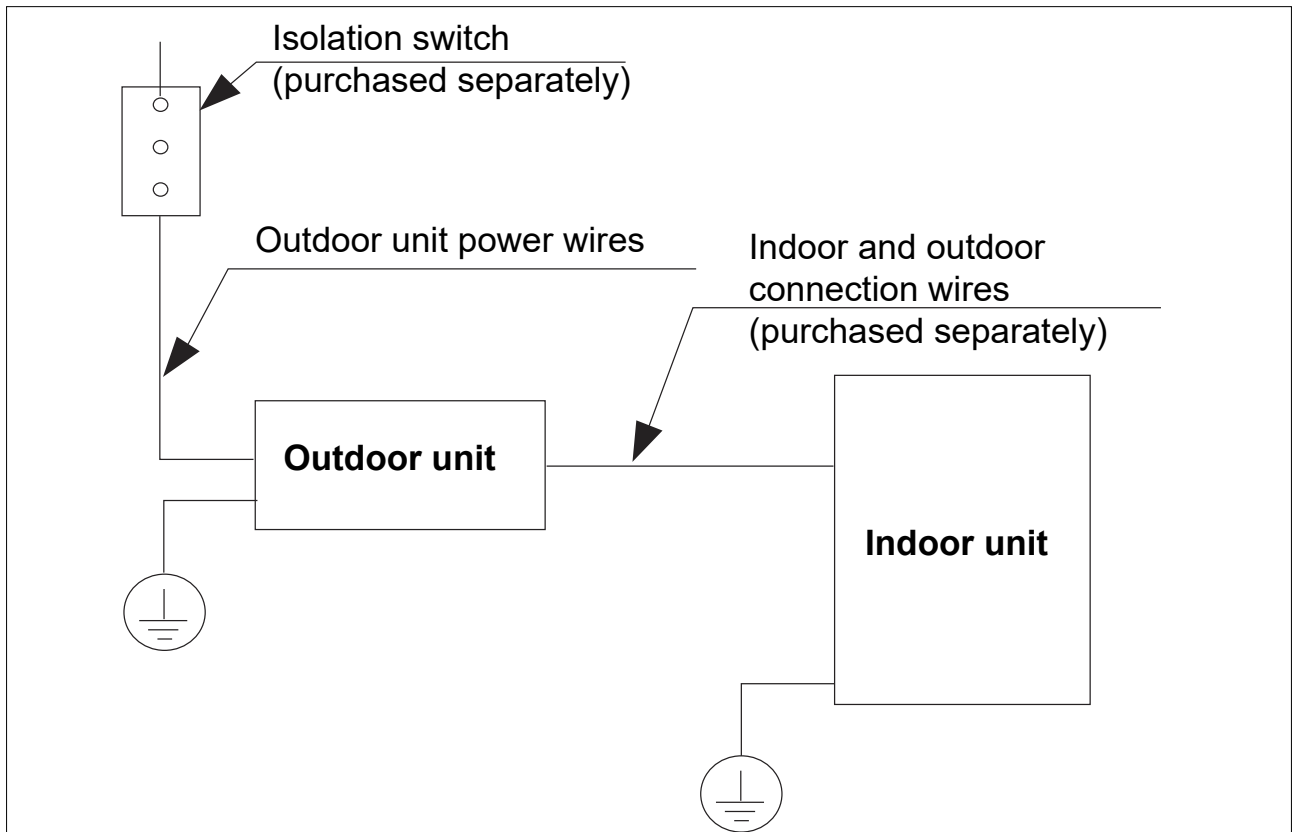 Isolation switch
(purchased separately)
Outdoor unit power wires
Indoor and outdoor
connection wires
(purchased separately)
Outdoor unit
Indoor unit